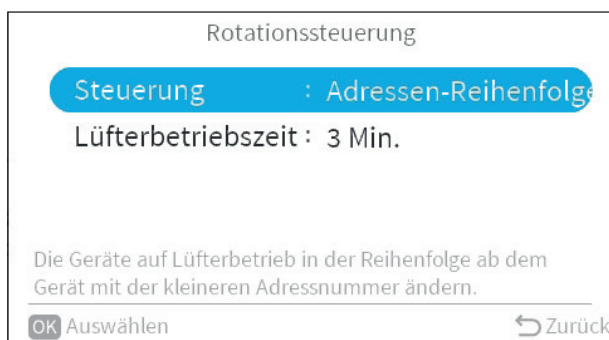 Rotationssteuerung
Steuerung : Adressen-Reihenfolge
Lüfterbetriebszeit : 3 Min.
Die Geräte auf Lüfterbetrieb in der Reihenfolge ab dem
Gerät mit der kleineren Adressnummer ändern.
OK Auswählen Zurück